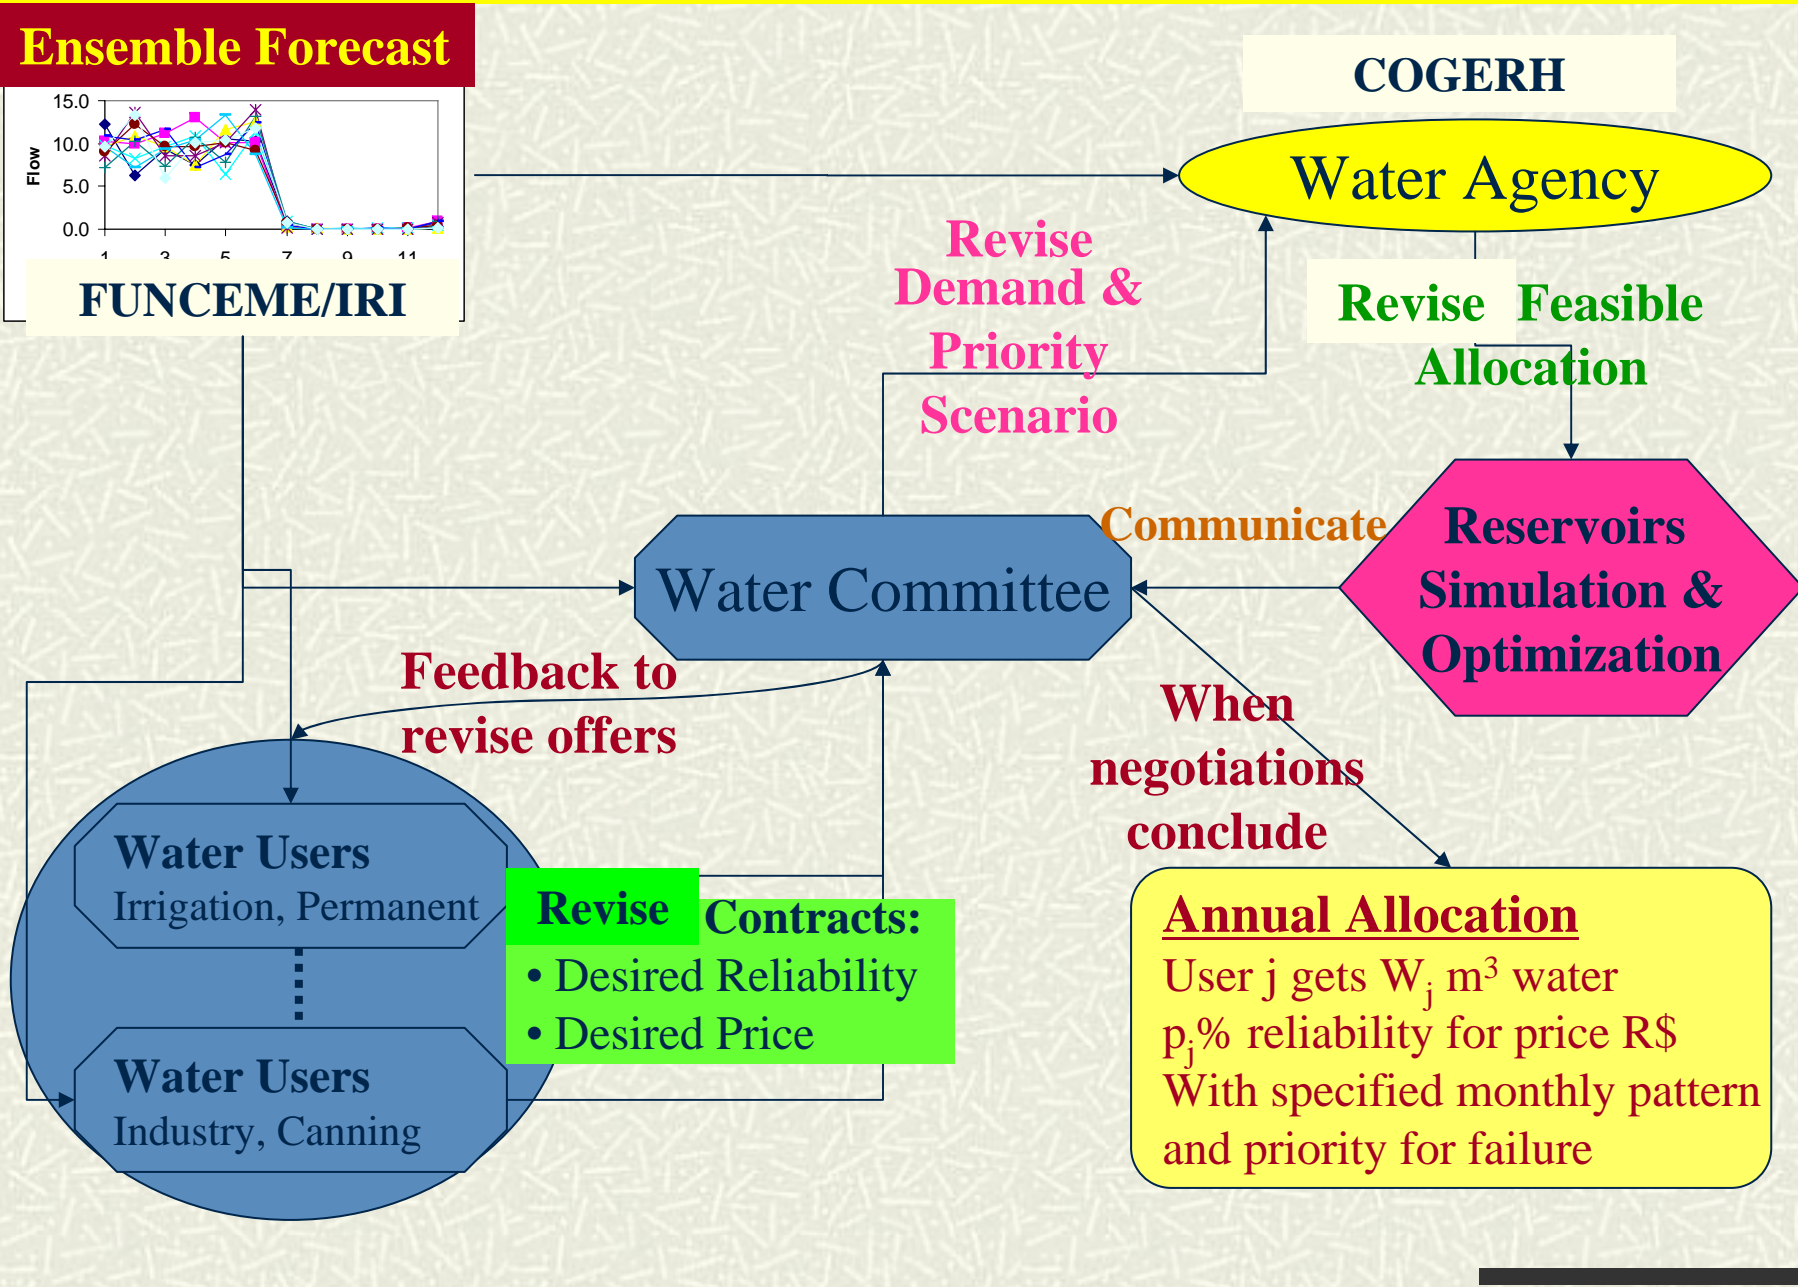 Ensemble Forecast
15.0
10.0
5.0
0.0
Flow
1 3 5 7 9 11
FUNCEME/IRI
COGERH
Water Agency
Revise
Demand &
Priority
Scenario
Revise Feasible
Allocation
Communicate
Reservoirs
Simulation &
Optimization
Water Committee
Feedback to
revise offers
When
negotiations
conclude
Water Users
Irrigation, Permanent
Revise Contracts:
• Desired Reliability
• Desired Price
Water Users
Industry, Canning
Annual Allocation
User j gets Wj m³ water
pj% reliability for price R$
With specified monthly pattern
and priority for failure